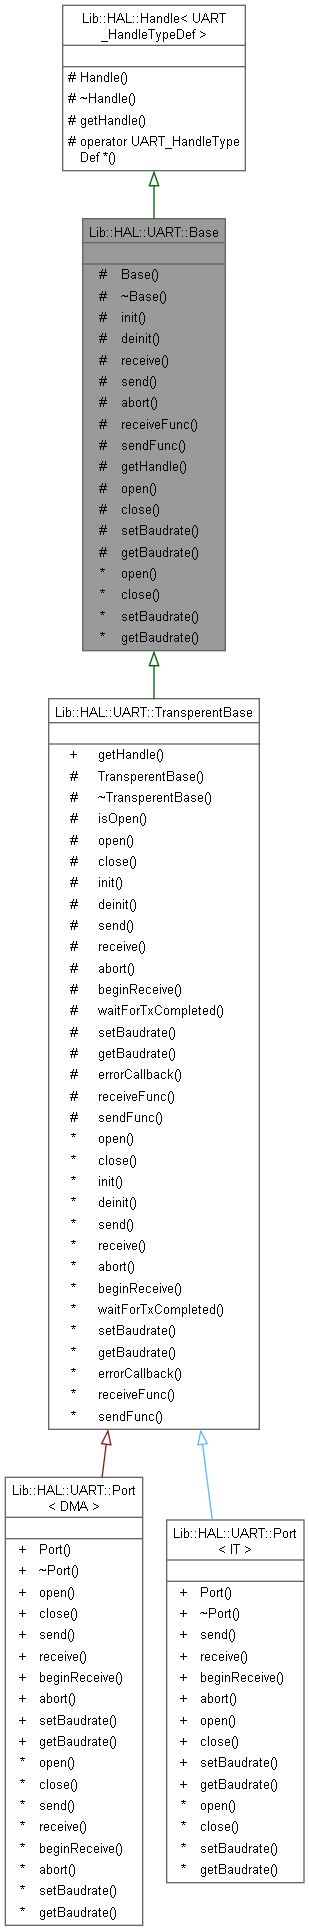 Lib::HAL::Handle< UART
_HandleTypeDef >
# Handle()
# ~Handle()
# getHandle()
# operator UART_HandleType
Def *()
Lib::HAL::UART::Base
# Base()
# ~Base()
# init()
# deinit()
# receive()
# send()
# abort()
# receiveFunc()
# sendFunc()
# getHandle()
# open()
# close()
# setBaudrate()
# getBaudrate()
* open()
* close()
* setBaudrate()
* getBaudrate()
Lib::HAL::UART::TransperentBase
+ getHandle()
# TransperentBase()
# ~TransperentBase()
# isOpen()
# open()
# close()
# init()
# deinit()
# send()
# receive()
# abort()
# beginReceive()
# waitForTxCompleted()
# setBaudrate()
# getBaudrate()
# errorCallback()
# receiveFunc()
# sendFunc()
* open()
* close()
* init()
* deinit()
* send()
* receive()
* abort()
* beginReceive()
* waitForTxCompleted()
* setBaudrate()
* getBaudrate()
* errorCallback()
* receiveFunc()
* sendFunc()
Lib::HAL::UART::Port
< DMA >
+ Port()
+ ~Port()
+ open()
+ close()
+ send()
+ receive()
+ beginReceive()
+ abort()
+ setBaudrate()
+ getBaudrate()
* open()
* close()
* send()
* receive()
* beginReceive()
* abort()
* setBaudrate()
* getBaudrate()
Lib::HAL::UART::Port
< IT >
+ Port()
+ ~Port()
+ send()
+ receive()
+ beginReceive()
+ abort()
+ open()
+ close()
+ setBaudrate()
+ getBaudrate()
* open()
* close()
* setBaudrate()
* getBaudrate()